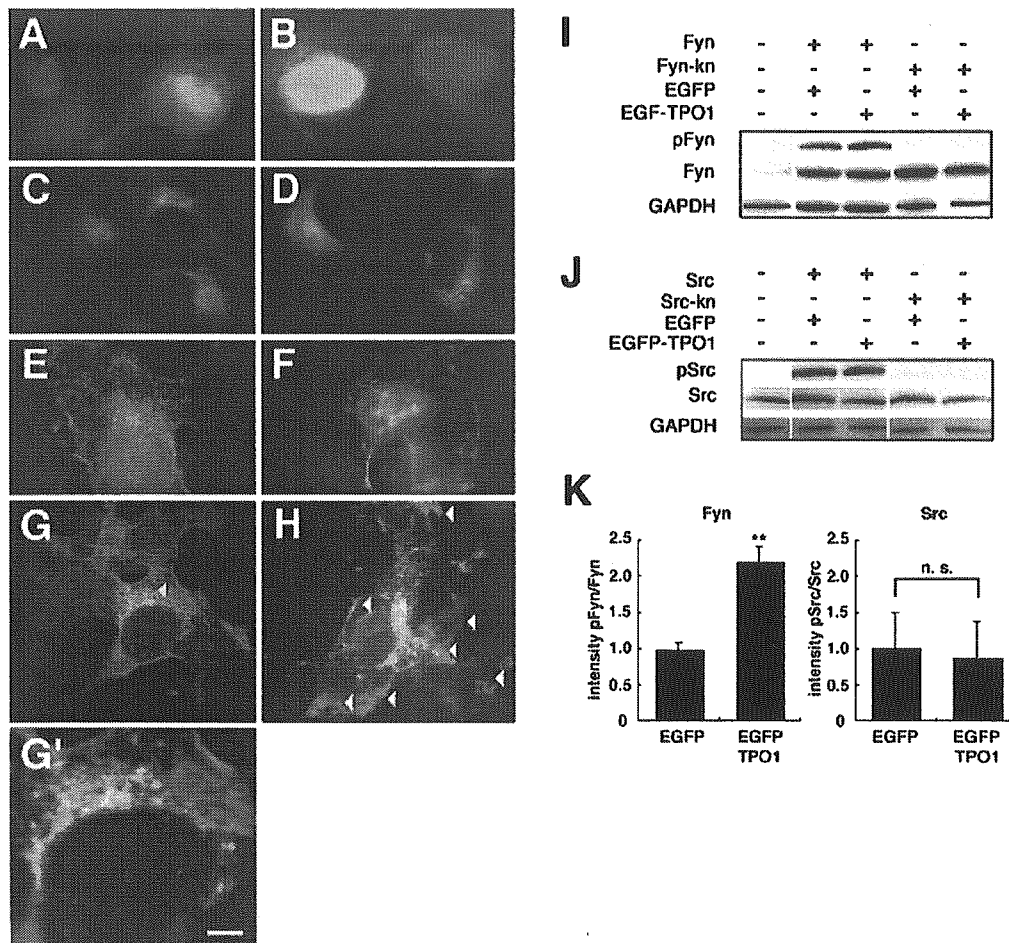 A
B
C
D
E
F
G
H
G'
I
Fyn - + + - -
Fyn-kn - - - + +
EGFP - + - + -
EGF-TPO1 - - + - +
pFyn
Fyn
GAPDH
J
Src - + + - -
Src-kn - - - + +
EGFP - + - + -
EGFP-TPO1 - - + - +
pSrc
Src
GAPDH
K
Fyn
intensity pFyn/Fyn
2.5
2.0
1.5
1.0
0.5
0
**
EGFP
EGFP
TPO1
Src
intensity pSrc/Src
2.5
2.0
1.5
1.0
0.5
0
n. s.
EGFP
EGFP
TPO1